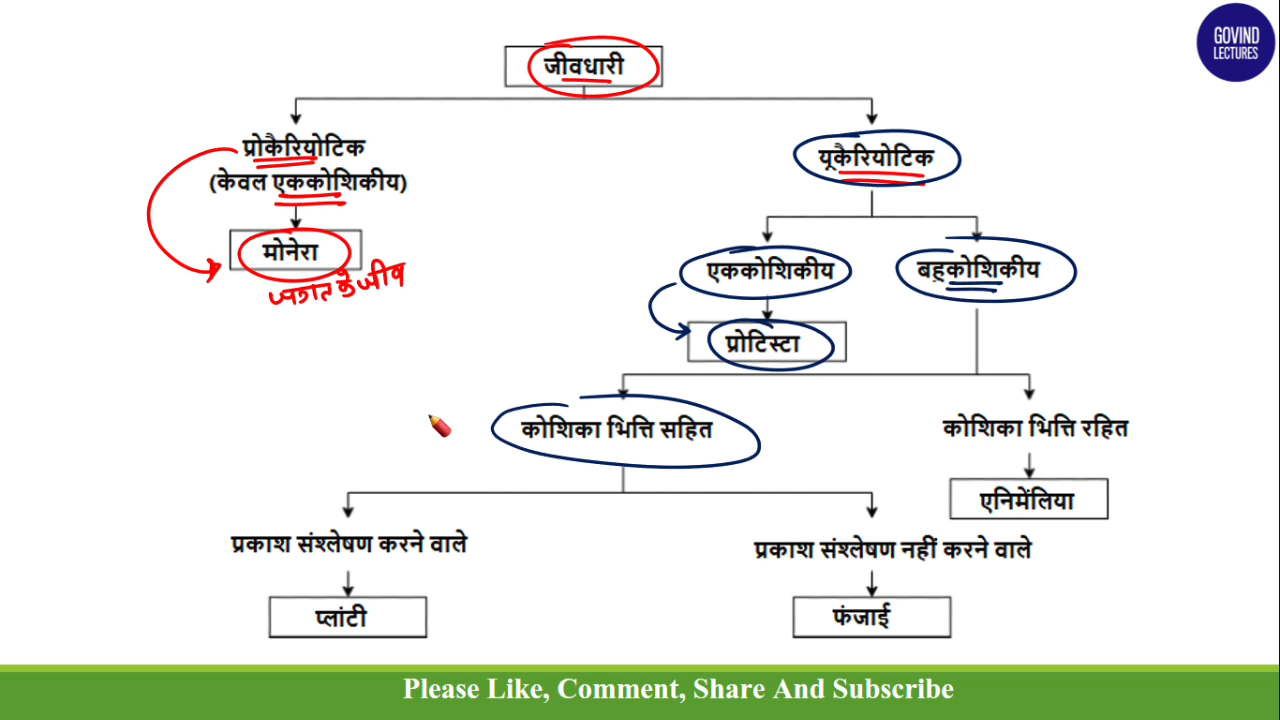 GOVIND
LECTURES
जीवधारी
प्रोकैरियोटिक
(केवल एककोशिकीय)
यूकैरियोटिक
मोनेरा
के जीव
एककोशिकीय
बहुकोशिकीय
प्रोटिस्टा
कोशिका भित्ति सहित
कोशिका भित्ति रहित
एनिमेंलिया
प्रकाश संश्लेषण करने वाले
प्रकाश संश्लेषण नहीं करने वाले
प्लांटी
फंजाई
Please Like, Comment, Share And Subscribe